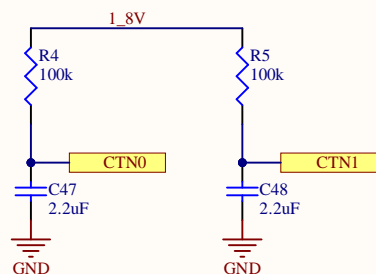 1_8V
R4
100k
R5
100k
CTN0
CTN1
C47
2.2uF
C48
2.2uF
GND
GND